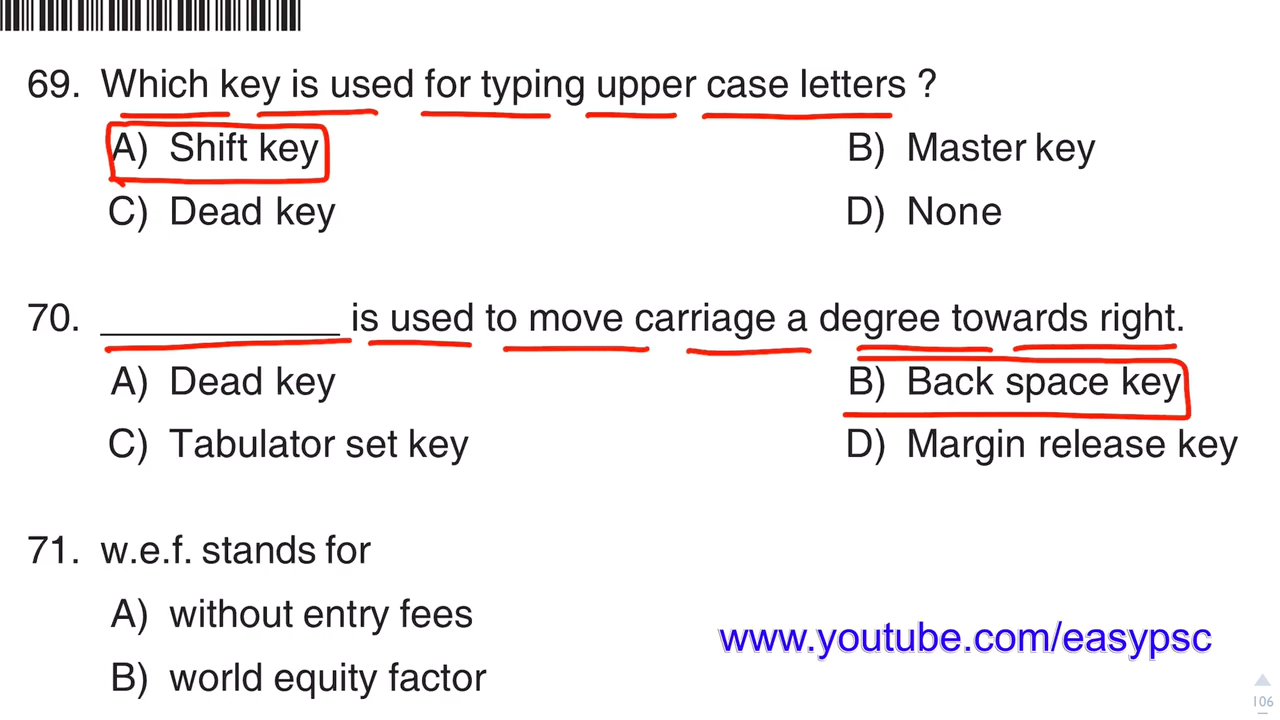 69. Which key is used for typing upper case letters ?
A) Shift key B) Master key
C) Dead key D) None
70. ____________ is used to move carriage a degree towards right.
A) Dead key B) Back space key
C) Tabulator set key D) Margin release key
71. w.e.f. stands for
A) without entry fees
www.youtube.com/easypsc
B) world equity factor
106